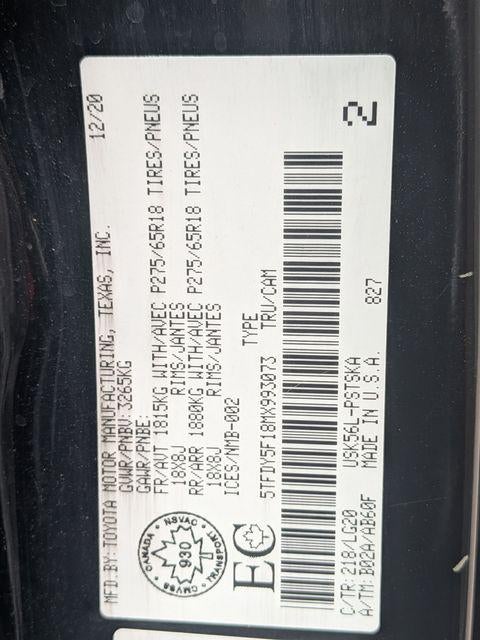 MFD.BY:TOYOTA MOTOR MANUFACTURING, TEXAS, INC. 12/20
GVWR/PNBV:3265KG
GAWR/PNBE:
FR/AVT 1815KG WITH/AVEC P275/65R18 TIRES/PNEUS
18X8J RIMS/JANTES
RR/ARR 1880KG WITH/AVEC P275/65R18 TIRES/PNEUS
18X8J RIMS/JANTES
ICES/NMB-002
CANADA
NSVAC
930
CMVSS
TRANSPORT
EC
TYPE
5TFDY5F18MX993073 TRU/CAM
2
C/TR:218/LG20 USK56L-PSTSKA 827
A/TM:B02A/AB60F MADE IN U.S.A.